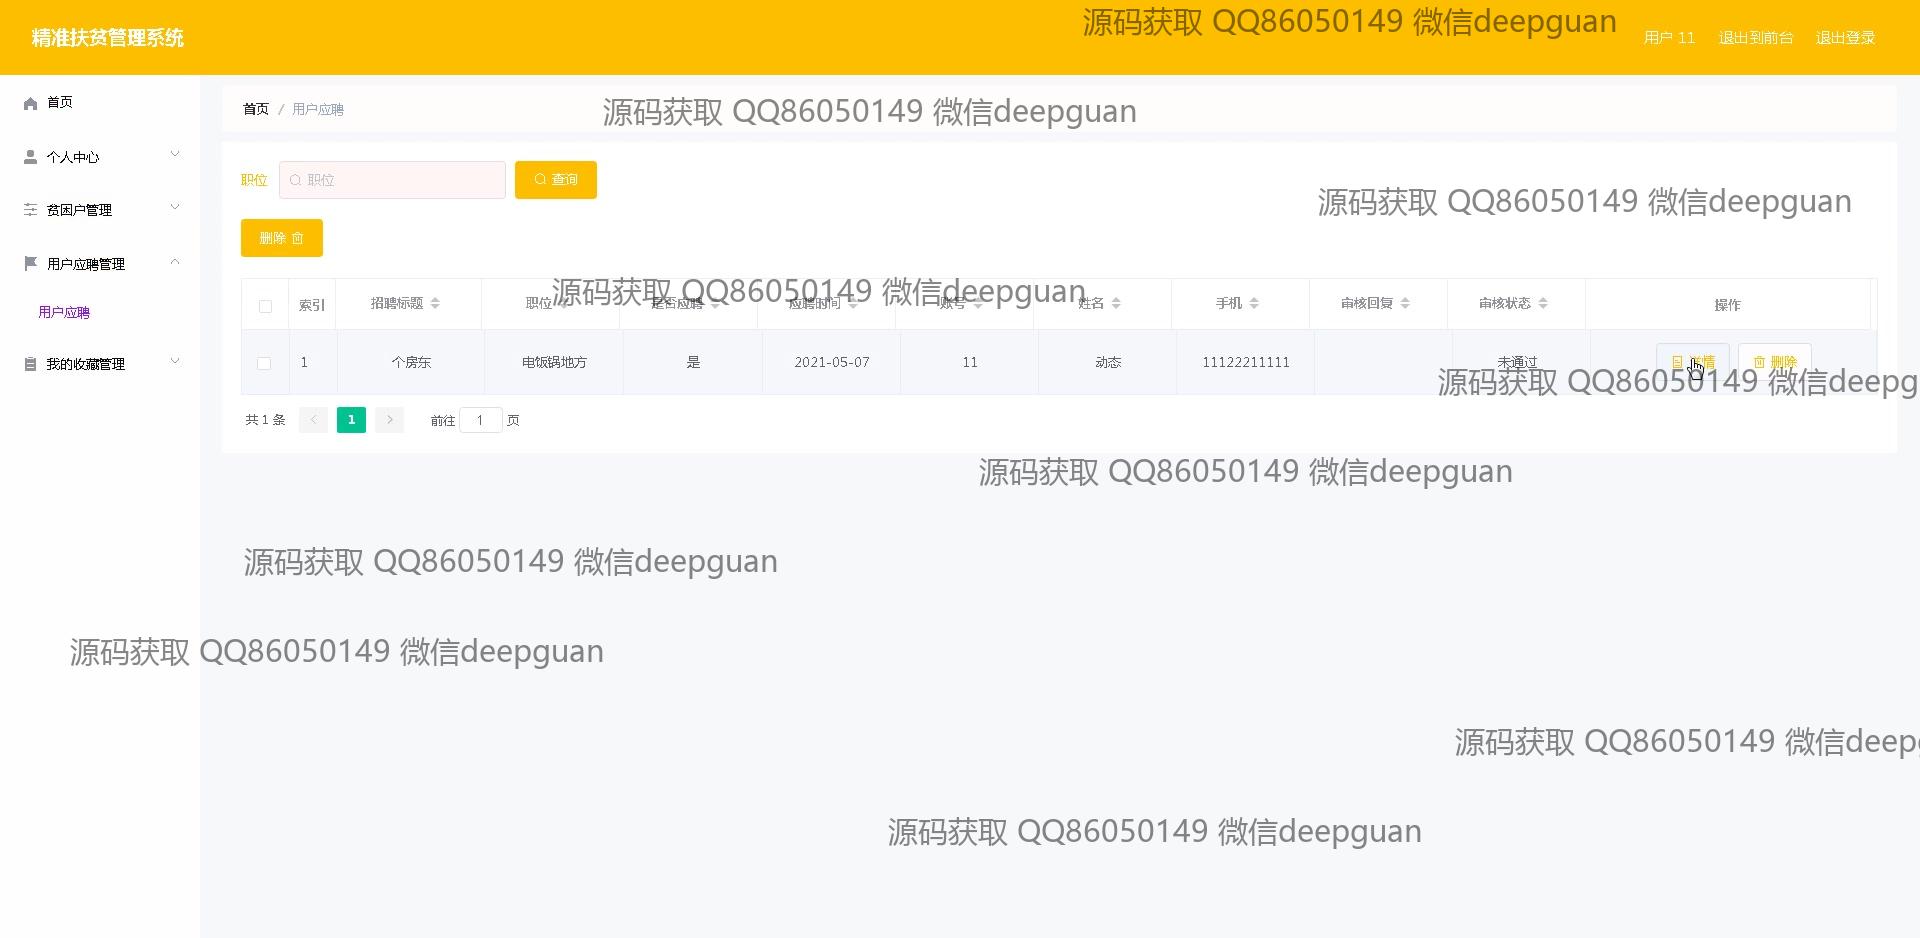 精准扶贫管理系统
源码获取 QQ86050149 微信deepguan
用户 11 退出到前台 退出登录
首页
首页 / 用户应聘
源码获取 QQ86050149 微信deepguan
个人中心
职位 职位 查询
源码获取 QQ86050149 微信deepguan
贫困户管理
删除
用户应聘管理
源码获取 QQ86050149 微信deepguan
索引 招聘标题 职位 是否应聘 应聘时间 账号 姓名 手机 审核回复 审核状态 操作
用户应聘
我的收藏管理
1 个房东 电饭锅地方 是 2021-05-07 11 动态 11122211111 未通过 详情 删除
源码获取 QQ86050149 微信deepg
共 1 条 1 前往 1 页
源码获取 QQ86050149 微信deepguan
源码获取 QQ86050149 微信deepguan
源码获取 QQ86050149 微信deepguan
源码获取 QQ86050149 微信deepg
源码获取 QQ86050149 微信deepguan